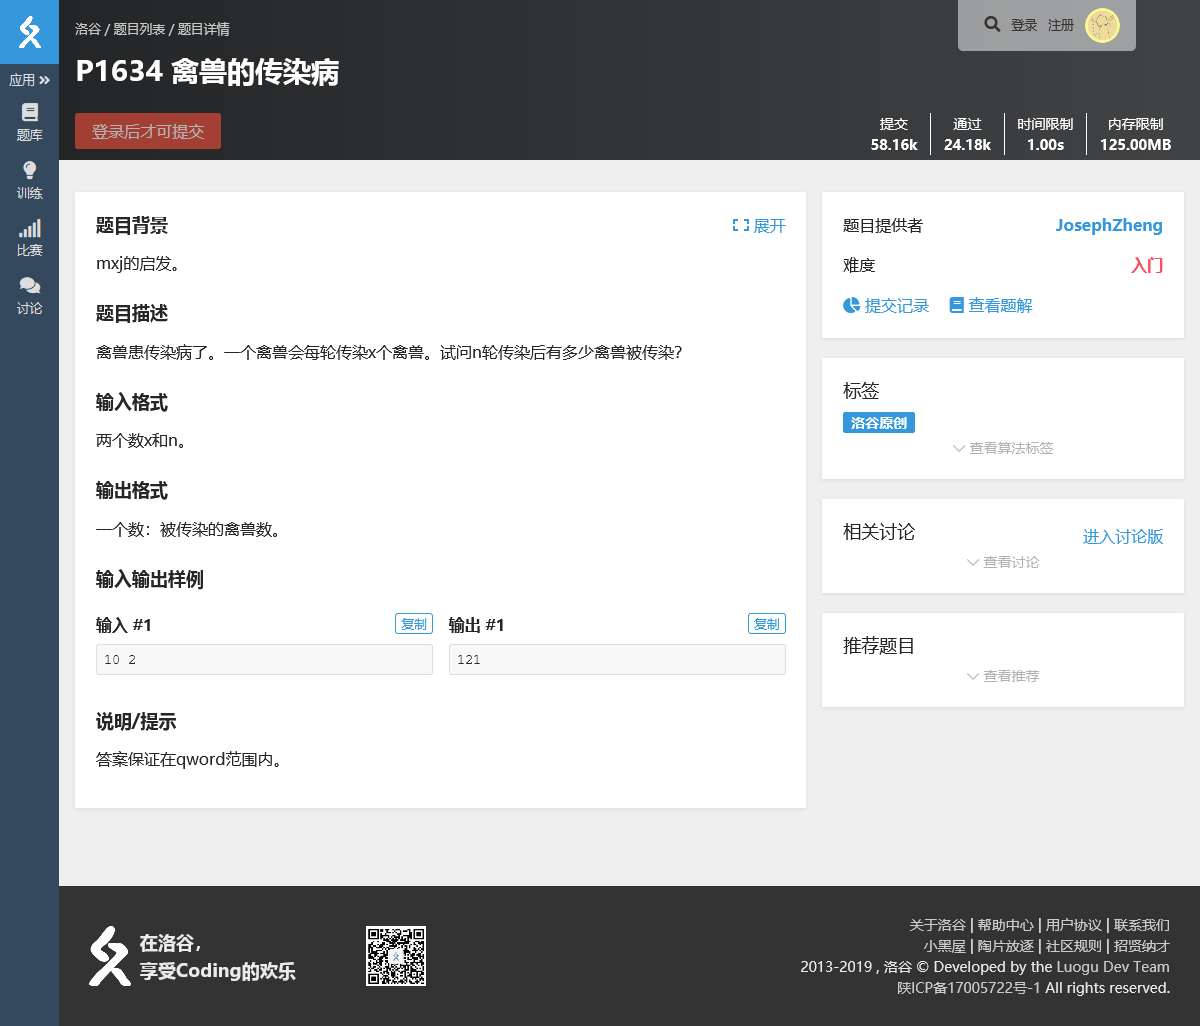 洛谷 / 题目列表 / 题目详情
登录 注册
应用
P1634 禽兽的传染病
题库
登录后才可提交
提交 通过 时间限制 内存限制
58.16k 24.18k 1.00s 125.00MB
训练
比赛
讨论
题目背景
展开
mxj的启发。
题目描述
禽兽患传染病了。一个禽兽会每轮传染x个禽兽。试问n轮传染后有多少禽兽被传染？
输入格式
两个数x和n。
输出格式
一个数：被传染的禽兽数。
输入输出样例
输入 #1 复制
10 2
输出 #1 复制
121
说明/提示
答案保证在qword范围内。
题目提供者 JosephZheng
难度 入门
提交记录 查看题解
标签
洛谷原创
查看算法标签
相关讨论 进入讨论版
查看讨论
推荐题目
查看推荐
在洛谷，
享受Coding的欢乐
关于洛谷 | 帮助中心 | 用户协议 | 联系我们
小黑屋 | 陶片放逐 | 社区规则 | 招贤纳才
2013-2019 , 洛谷 © Developed by the Luogu Dev Team
陕ICP备17005722号-1 All rights reserved.